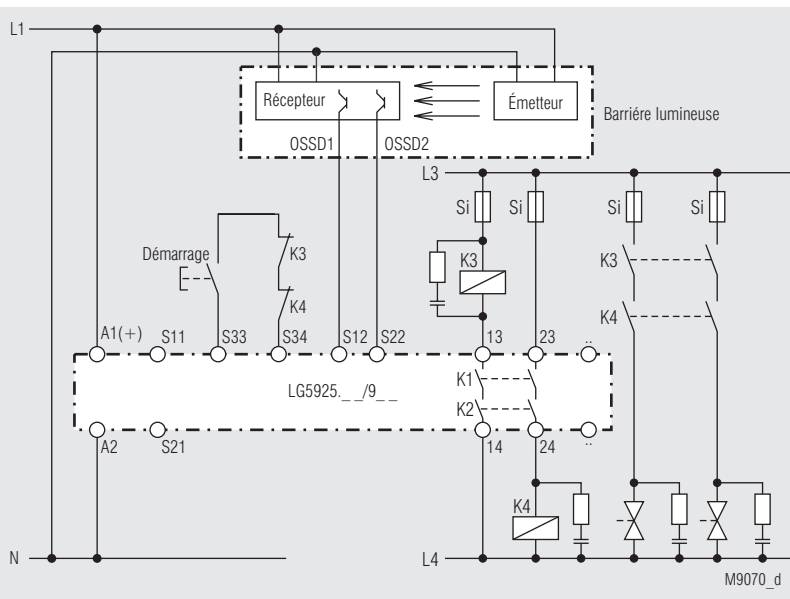 L1
Récepteur
Émetteur
Barriére lumineuse
OSSD1 OSSD2
L3
Si Si Si Si
Démarrage
K3
K4
K3
K3
K4
A1(+) S11 S33 S34 S12 S22 13 23 ..
K1
LG5925._ _/9_ _
K2
A2 S21 14 24 ..
K4
N
L4
M9070_d